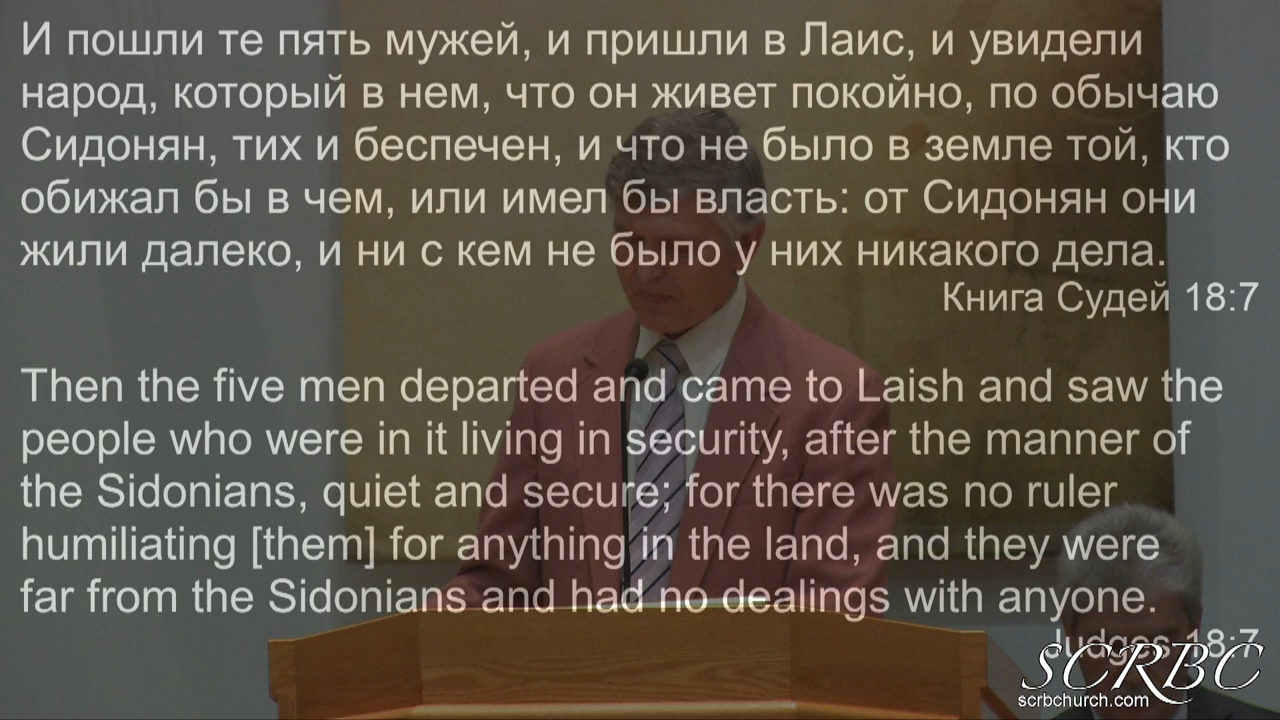 И пошли те пять мужей, и пришли в Лаис, и увидели
народ, который в нем, что он живет покойно, по обычаю
Сидонян, тих и беспечен, и что не было в земле той, кто
обижал бы в чем, или имел бы власть: от Сидонян они
жили далеко, и ни с кем не было у них никакого дела.
Книга Судей 18:7
Then the five men departed and came to Laish and saw the
people who were in it living in security, after the manner of
the Sidonians, quiet and secure; for there was no ruler
humiliating [them] for anything in the land, and they were
far from the Sidonians and had no dealings with anyone.
Judges 18:7
SCRBC
scrbchurch.com